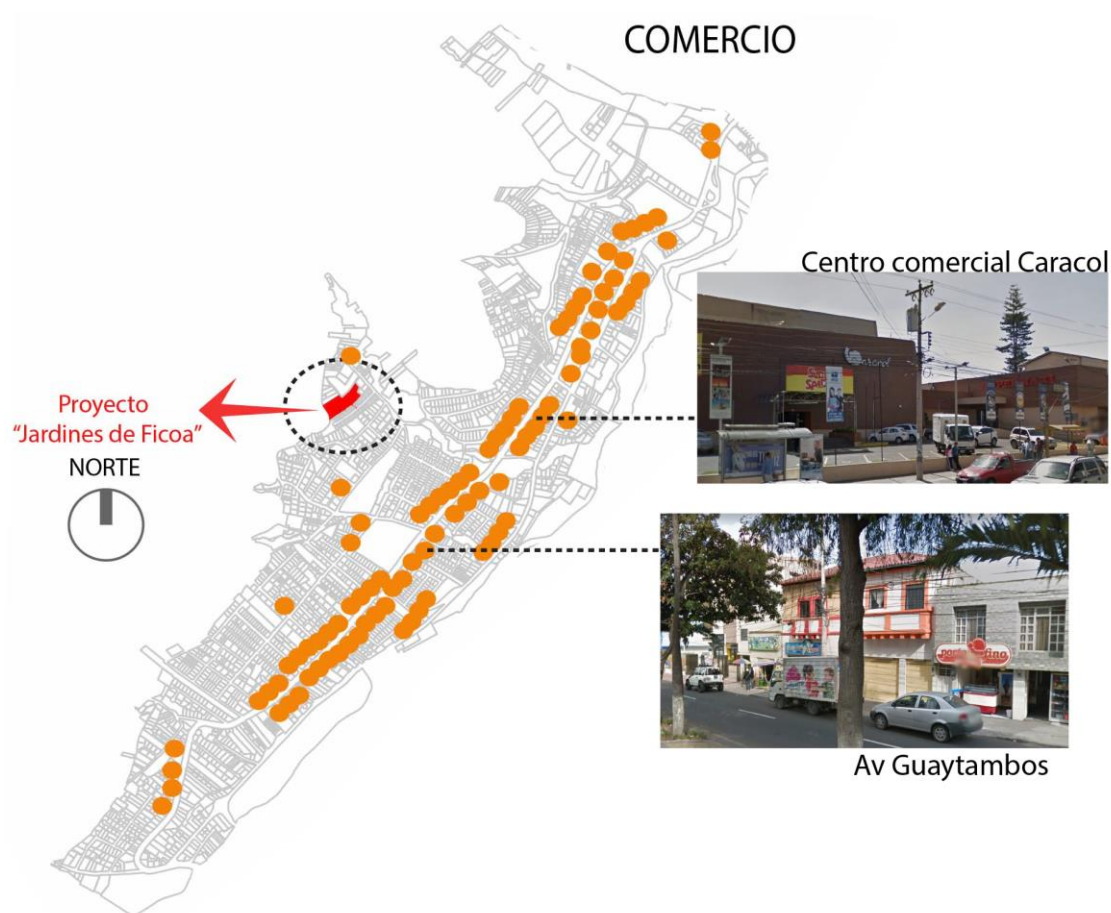 COMERCIO
Centro comercial Caracol
Proyecto
“Jardines de Ficoa”
NORTE
Av Guaytambos